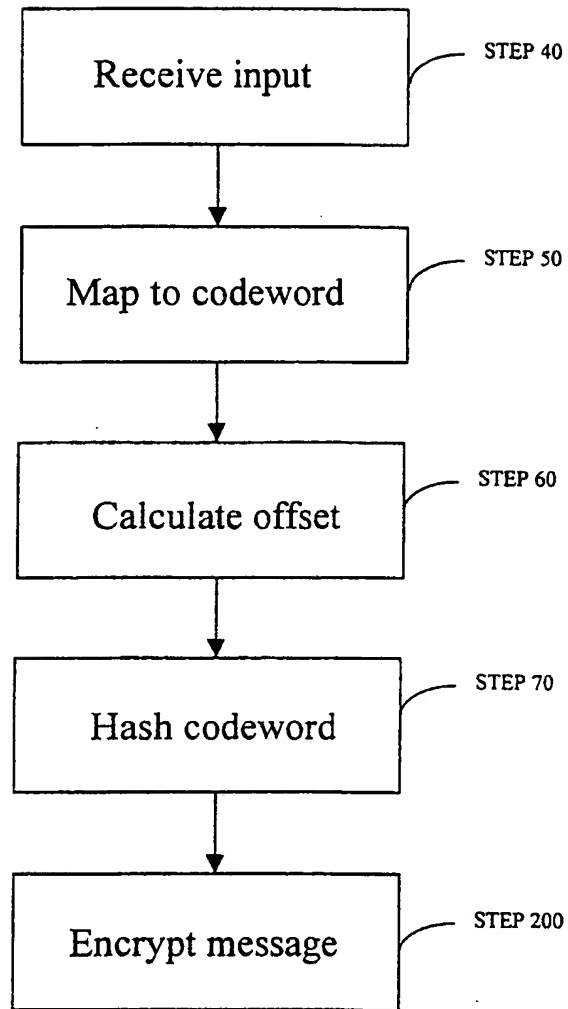 Receive input
STEP 40
Map to codeword
STEP 50
Calculate offset
STEP 60
Hash codeword
STEP 70
Encrypt message
STEP 200